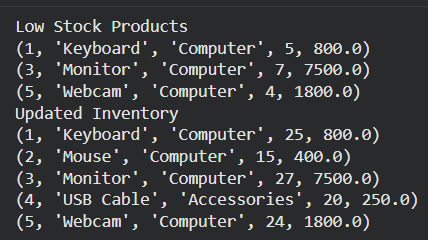 Low Stock Products
(1, 'Keyboard', 'Computer', 5, 800.0)
(3, 'Monitor', 'Computer', 7, 7500.0)
(5, 'Webcam', 'Computer', 4, 1800.0)
Updated Inventory
(1, 'Keyboard', 'Computer', 25, 800.0)
(2, 'Mouse', 'Computer', 15, 400.0)
(3, 'Monitor', 'Computer', 27, 7500.0)
(4, 'USB Cable', 'Accessories', 20, 250.0)
(5, 'Webcam', 'Computer', 24, 1800.0)